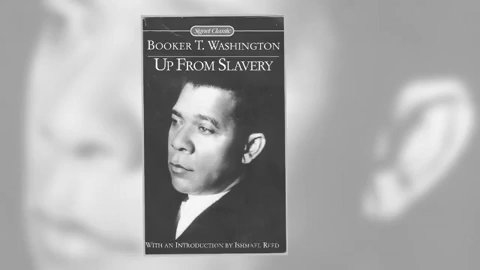 Signet Classic
BOOKER T. WASHINGTON
UP FROM SLAVERY
WITH AN INTRODUCTION BY ISHMAEL REED